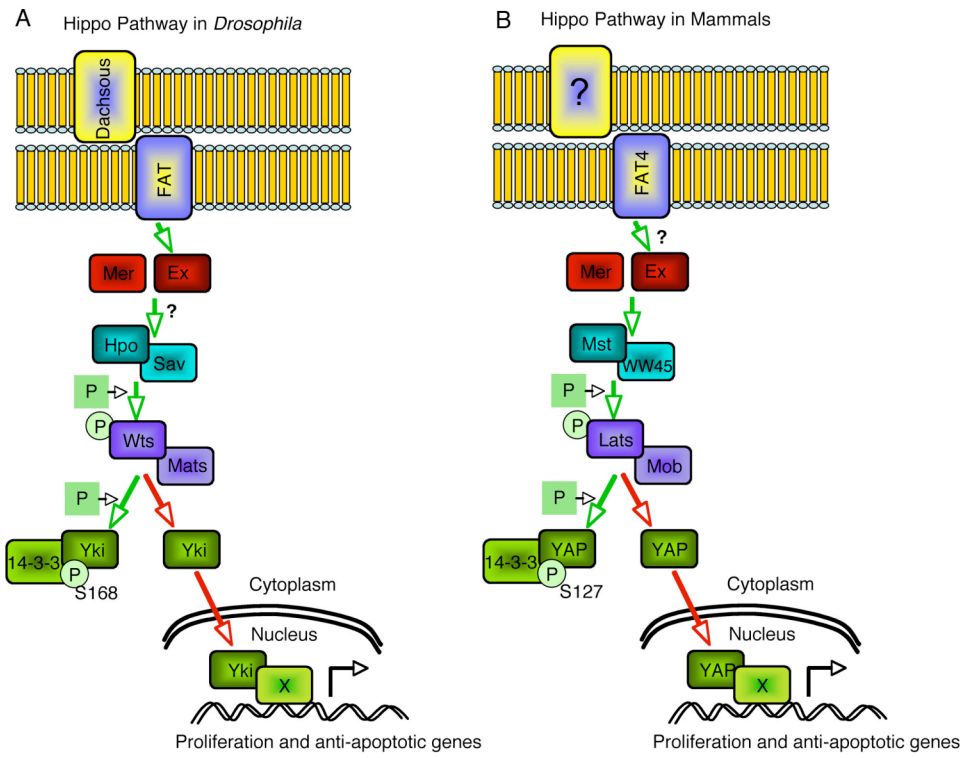 A
Hippo Pathway in Drosophila
Dachsous
FAT
Mer
Ex
?
Hpo
Sav
P
P
Wts
Mats
P
14-3-3
Yki
P
S168
Yki
Cytoplasm
Nucleus
Yki
X
Proliferation and anti-apoptotic genes
B
Hippo Pathway in Mammals
?
FAT4
?
Mer
Ex
Mst
WW45
P
P
Lats
Mob
P
14-3-3
YAP
P
S127
YAP
Cytoplasm
Nucleus
YAP
X
Proliferation and anti-apoptotic genes